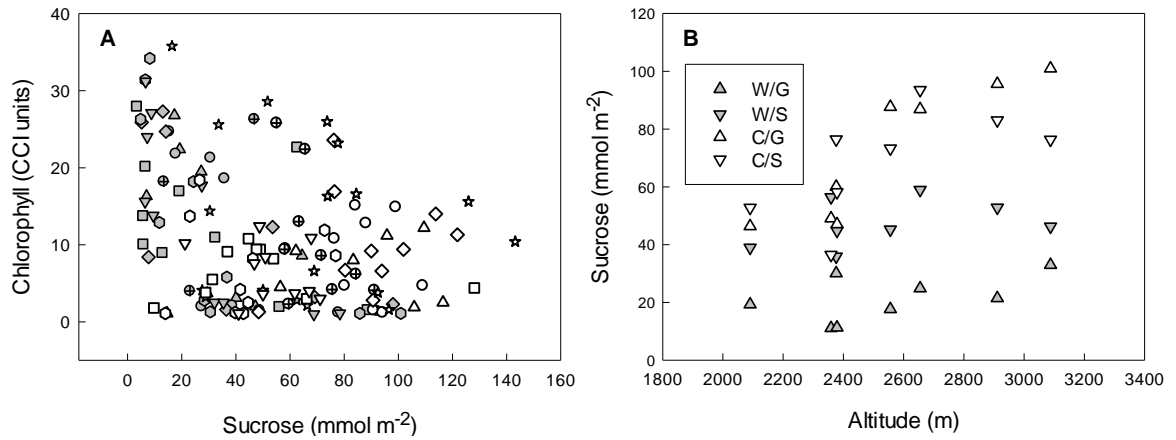 A
Chlorophyll (CCI units)
40
30
20
10
0
0 20 40 60 80 100 120 140 160
Sucrose (mmol m-2)
B
Sucrose (mmol m-2)
120
100
80
60
40
20
0
W/G
W/S
C/G
C/S
1800 2000 2200 2400 2600 2800 3000 3200 3400
Altitude (m)